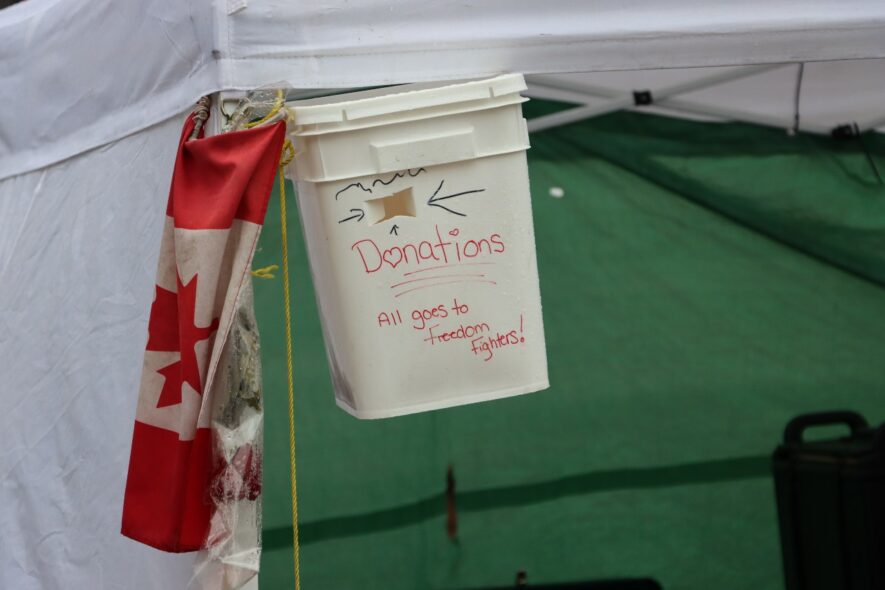 Donations
All goes to
freedom
fighters!